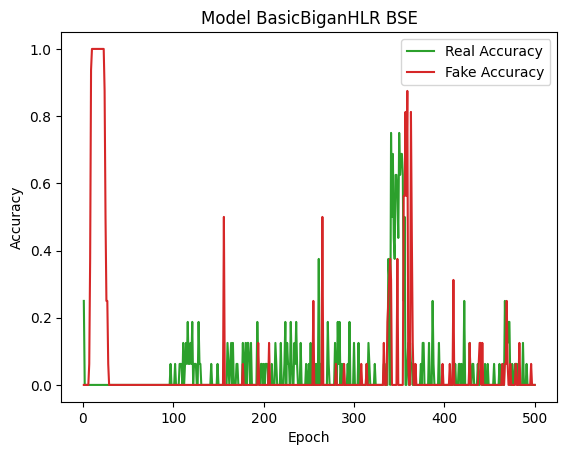 Model BasicBiganHLR BSE
Real Accuracy
Fake Accuracy
Accuracy
1.0
0.8
0.6
0.4
0.2
0.0
0 100 200 300 400 500
Epoch